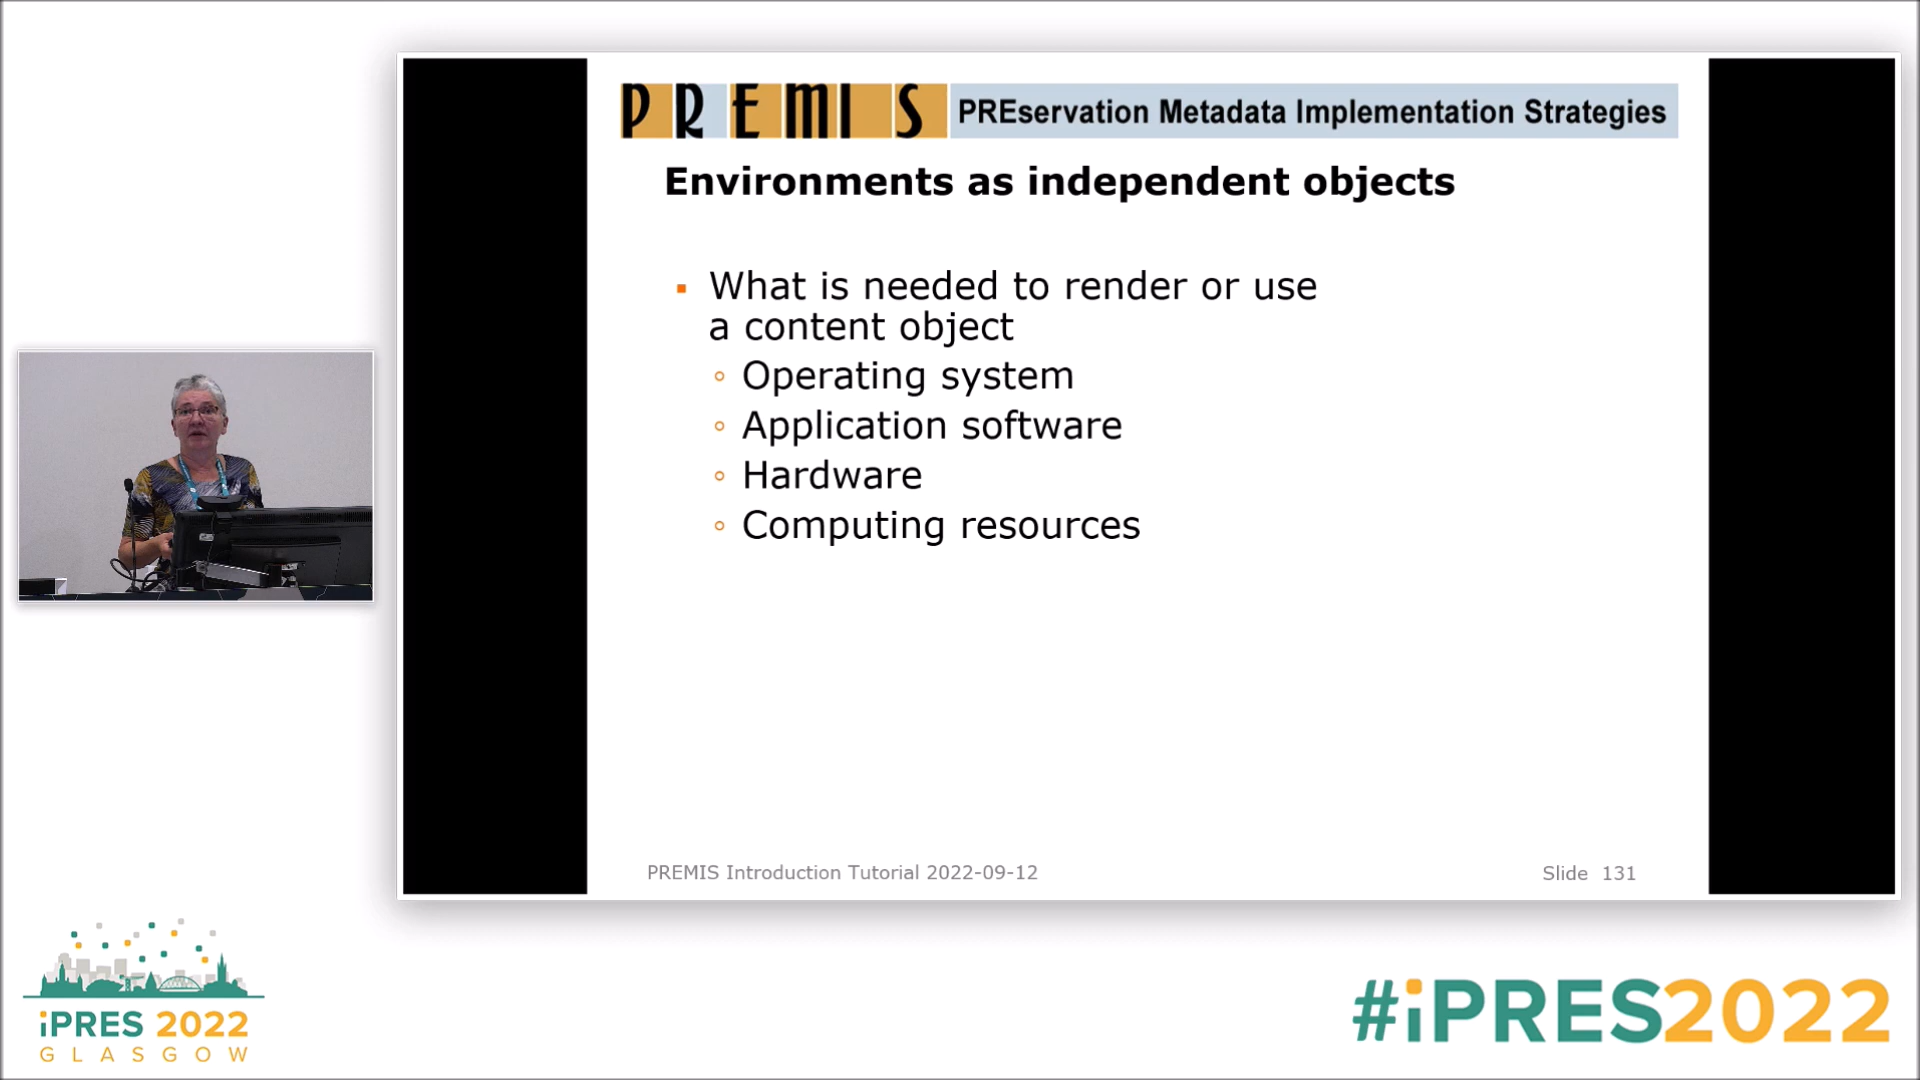 PREMIS PREservation Metadata Implementation Strategies
Environments as independent objects
What is needed to render or use
a content object
Operating system
Application software
Hardware
Computing resources
PREMIS Introduction Tutorial 2022-09-12
Slide 131
iPRES 2022
GLASGOW
#iPRES2022